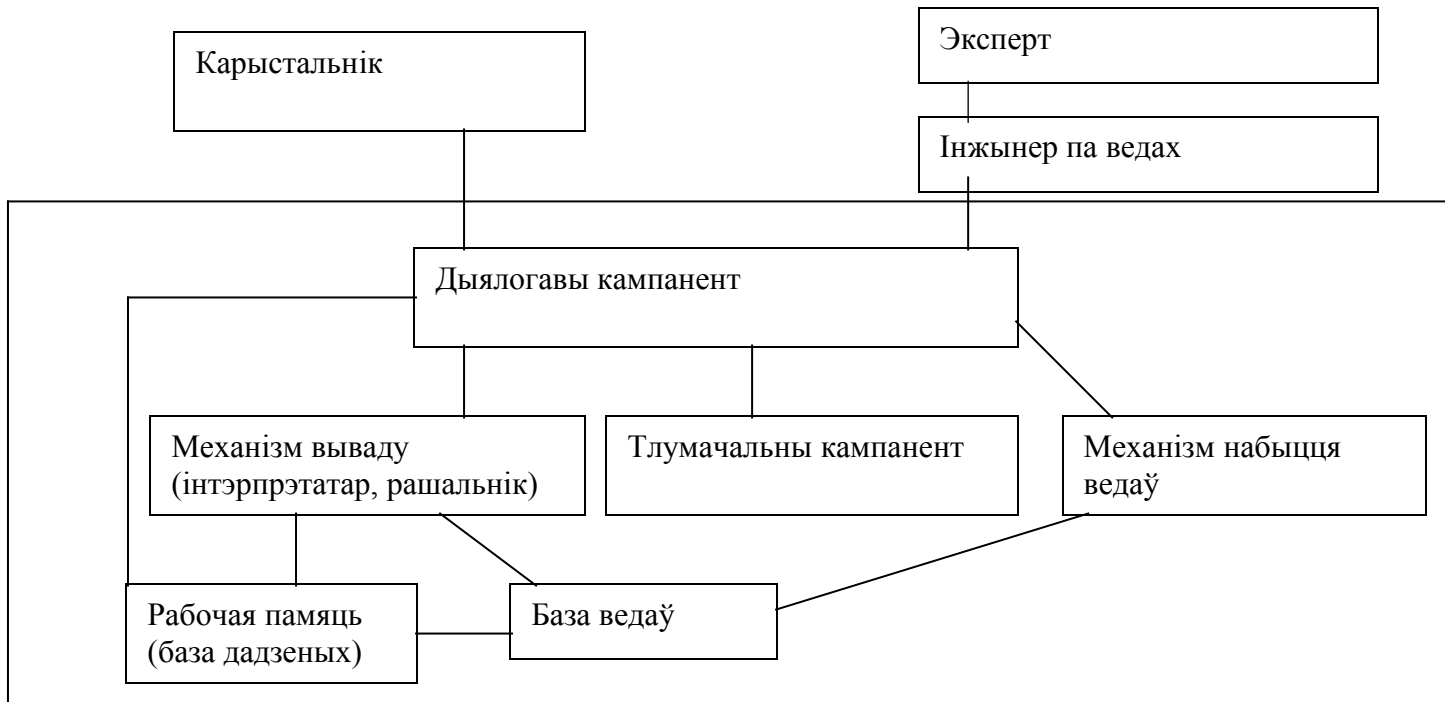 Карыстальнік
Эксперт
Інжынер па ведах
Дыялогавы кампанент
Механізм вываду
(інтэрпрэтатар, рашальнік)
Тлумачальны кампанент
Механізм набыцця
ведаў
Рабочая памяць
(база дадзеных)
База ведаў